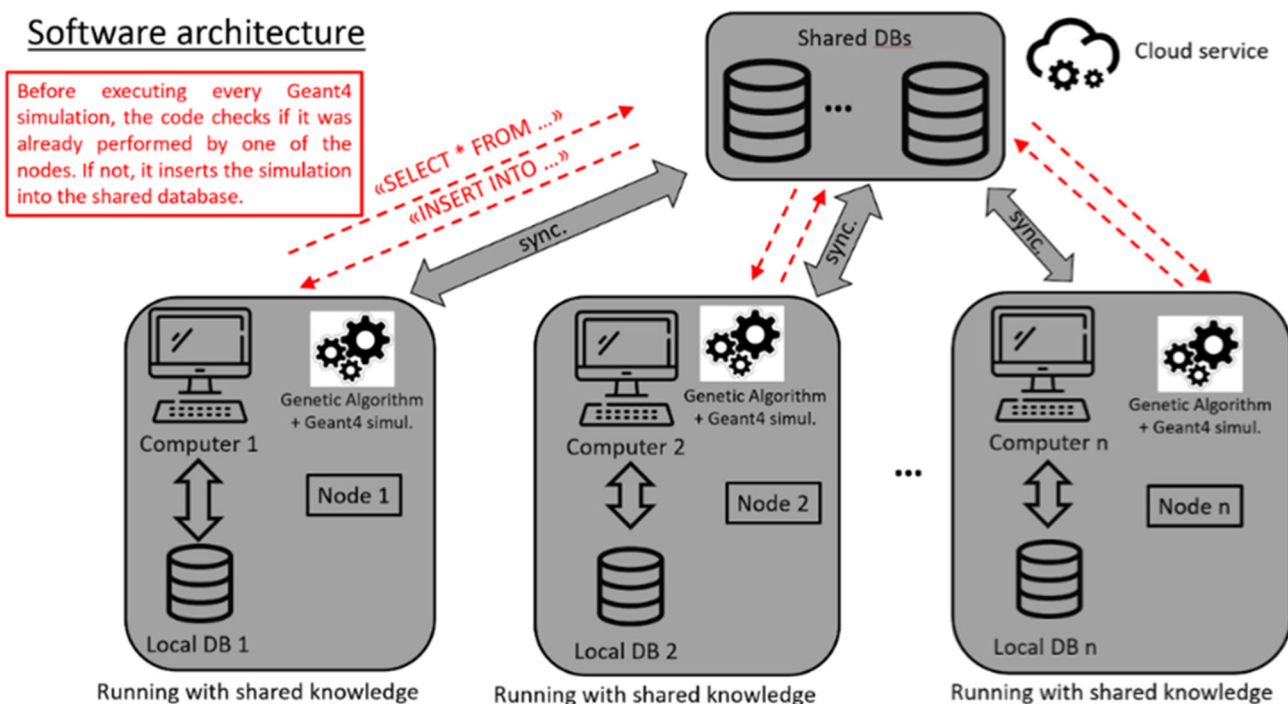 Software architecture
Before executing every Geant4
simulation, the code checks if it was
already performed by one of the
nodes. If not, it inserts the simulation
into the shared database.
Shared DBs
...
Cloud service
«SELECT * FROM ...»
«INSERT INTO ...»
sync.
sync.
sync.
Genetic Algorithm
+ Geant4 simul.
Computer 1
Node 1
Local DB 1
Running with shared knowledge
Genetic Algorithm
+ Geant4 simul.
Computer 2
Node 2
Local DB 2
Running with shared knowledge
...
Genetic Algorithm
+ Geant4 simul.
Computer n
Node n
Local DB n
Running with shared knowledge